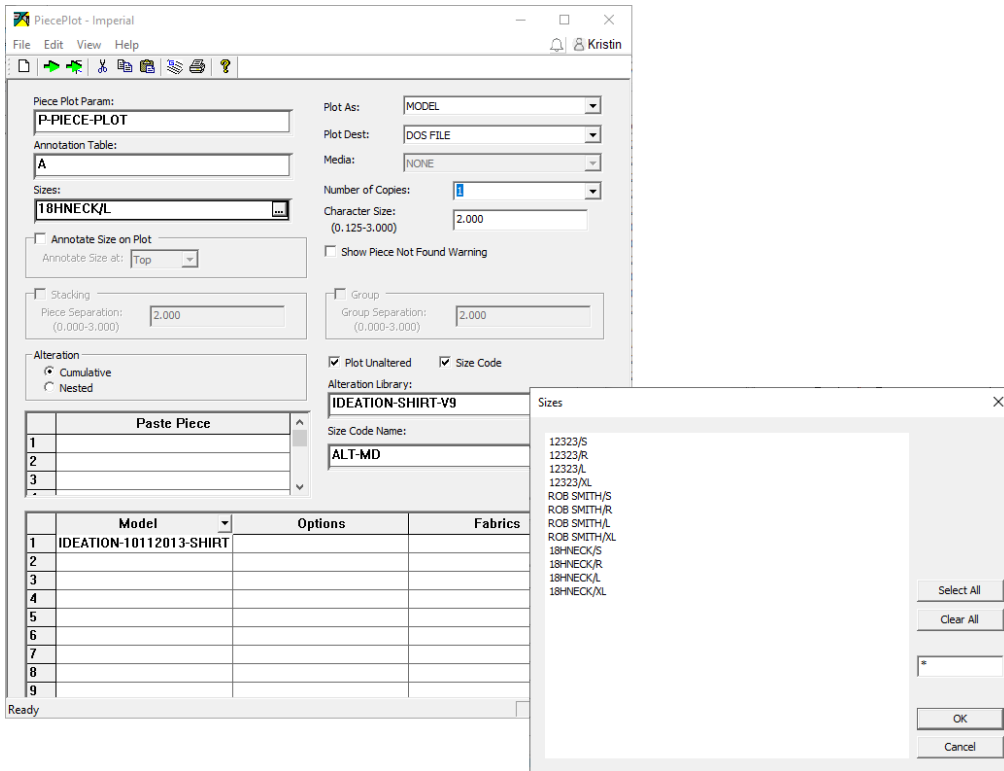 PiecePlot - Imperial
File Edit View Help
Kristin
Piece Plot Param:
P-PIECE-PLOT
Annotation Table:
A
Sizes:
18HNECK/L
...
Annotate Size on Plot
Annotate Size at: Top
Plot As: MODEL
Plot Dest: DOS FILE
Media: NONE
Number of Copies: 1
Character Size: 2.000
(0.125-3.000)
Show Piece Not Found Warning
Stacking
Piece Separation: 2.000
(0.000-3.000)
Group
Group Separation: 2.000
(0.000-3.000)
Alteration
Cumulative
Nested
Plot Unaltered Size Code
Alteration Library:
IDEATION-SHIRT-V9
Size Code Name:
ALT-MD
Paste Piece
1
2
3
Model Options Fabrics
1 IDEATION-10112013-SHIRT
2
3
4
5
6
7
8
9
Ready
Sizes
12323/S
12323/R
12323/L
12323/XL
ROB SMITH/S
ROB SMITH/R
ROB SMITH/L
ROB SMITH/XL
18HNECK/S
18HNECK/R
18HNECK/L
18HNECK/XL
Select All
Clear All
*
OK
Cancel